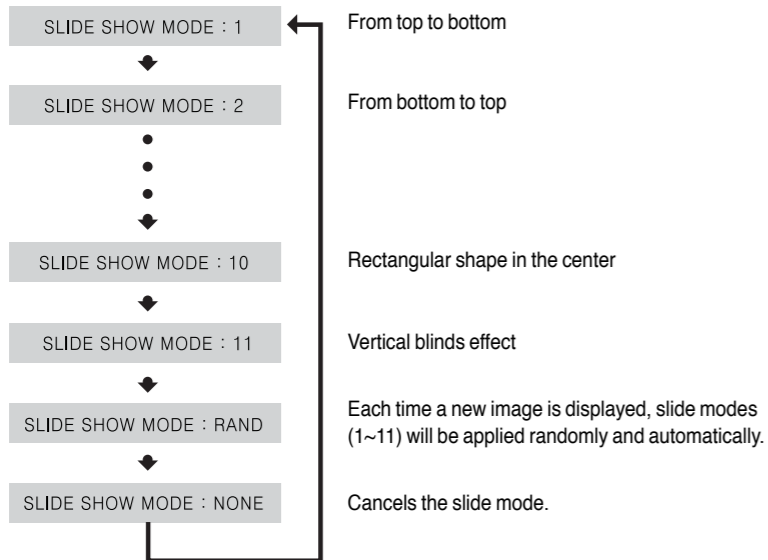 SLIDE SHOW MODE : 1
From top to bottom
SLIDE SHOW MODE : 2
From bottom to top
SLIDE SHOW MODE : 10
Rectangular shape in the center
SLIDE SHOW MODE : 11
Vertical blinds effect
SLIDE SHOW MODE : RAND
Each time a new image is displayed, slide modes
(1~11) will be applied randomly and automatically.
SLIDE SHOW MODE : NONE
Cancels the slide mode.